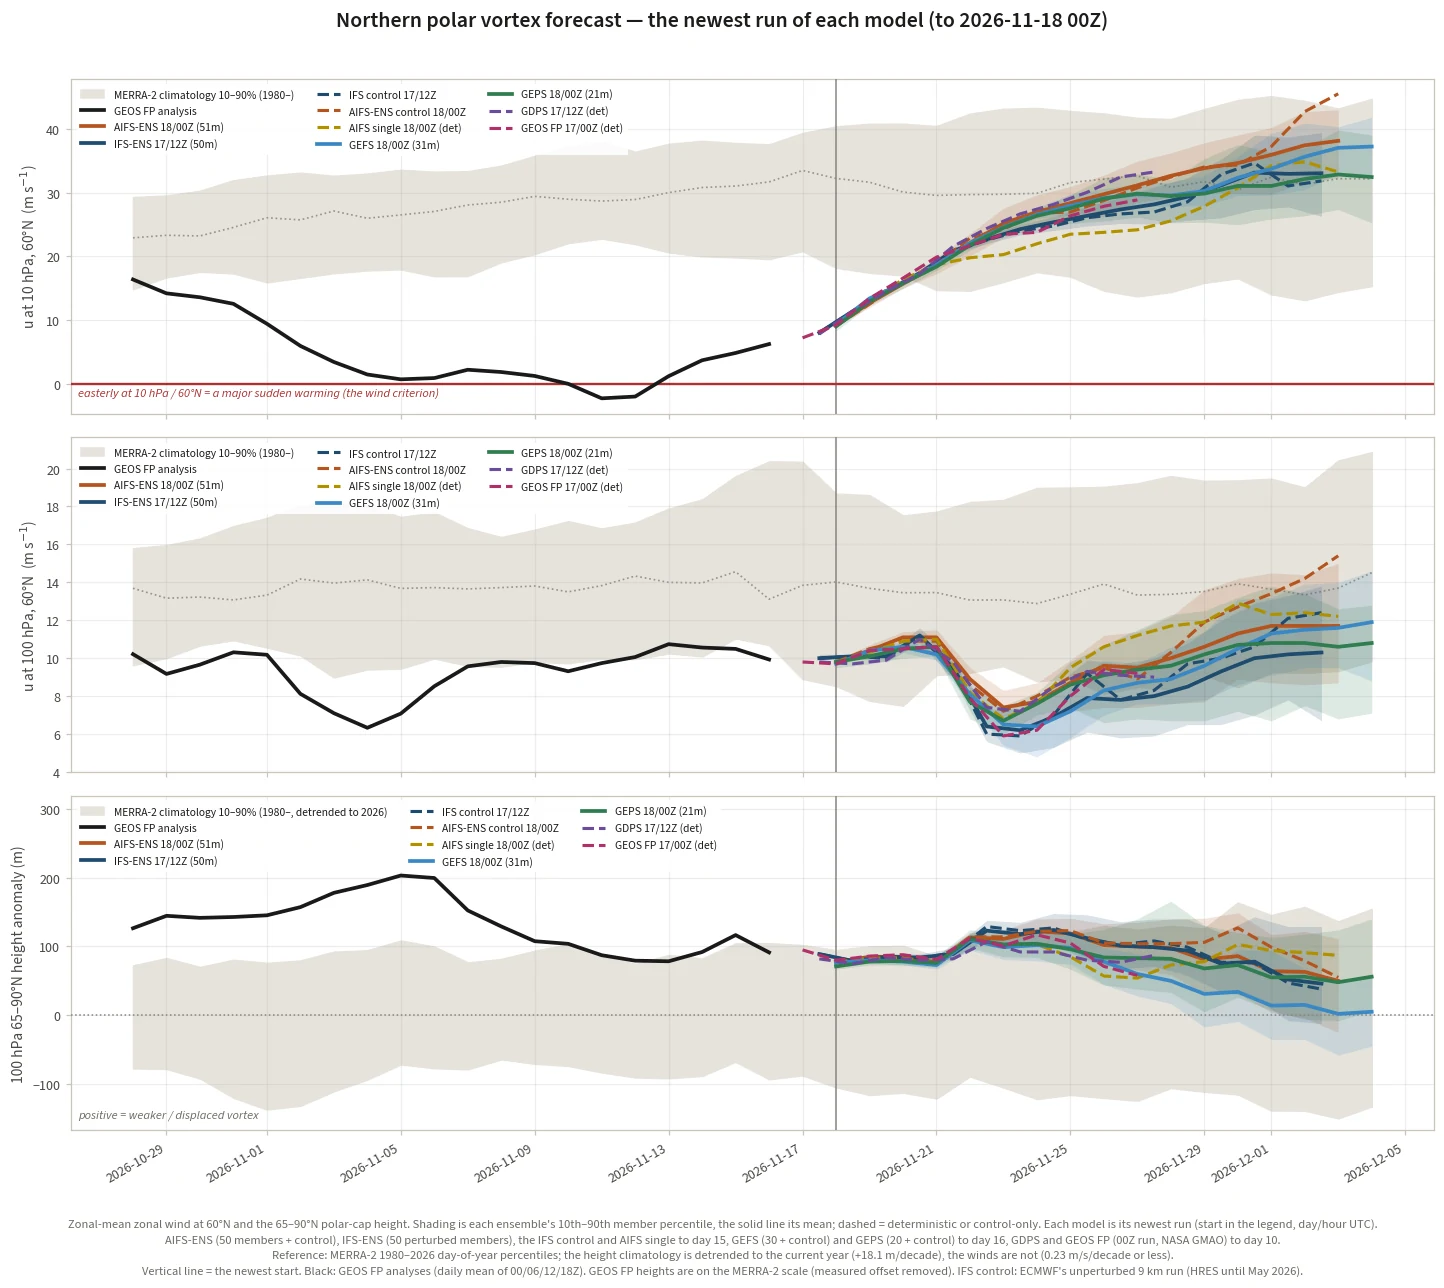 Northern polar vortex forecast — the newest run of each model (to 2026-11-18 00Z)
MERRA-2 climatology 10–90% (1980–)
GEOS FP analysis
AIFS-ENS 18/00Z (51m)
IFS-ENS 17/12Z (50m)
IFS control 17/12Z
AIFS-ENS control 18/00Z
AIFS single 18/00Z (det)
GEFS 18/00Z (31m)
GEPS 18/00Z (21m)
GDPS 17/12Z (det)
GEOS FP 17/00Z (det)
u at 10 hPa, 60°N (m s⁻¹)
40
30
20
10
0
easterly at 10 hPa / 60°N = a major sudden warming (the wind criterion)
MERRA-2 climatology 10–90% (1980–)
GEOS FP analysis
AIFS-ENS 18/00Z (51m)
IFS-ENS 17/12Z (50m)
IFS control 17/12Z
AIFS-ENS control 18/00Z
AIFS single 18/00Z (det)
GEFS 18/00Z (31m)
GEPS 18/00Z (21m)
GDPS 17/12Z (det)
GEOS FP 17/00Z (det)
u at 100 hPa, 60°N (m s⁻¹)
20
18
16
14
12
10
8
6
4
MERRA-2 climatology 10–90% (1980–, detrended to 2026)
GEOS FP analysis
AIFS-ENS 18/00Z (51m)
IFS-ENS 17/12Z (50m)
IFS control 17/12Z
AIFS-ENS control 18/00Z
AIFS single 18/00Z (det)
GEFS 18/00Z (31m)
GEPS 18/00Z (21m)
GDPS 17/12Z (det)
GEOS FP 17/00Z (det)
100 hPa 65–90°N height anomaly (m)
300
200
100
0
−100
positive = weaker / displaced vortex
2026-10-29
2026-11-01
2026-11-05
2026-11-09
2026-11-13
2026-11-17
2026-11-21
2026-11-25
2026-11-29
2026-12-01
2026-12-05
Zonal-mean zonal wind at 60°N and the 65–90°N polar-cap height. Shading is each ensemble's 10th–90th member percentile, the solid line its mean; dashed = deterministic or control-only. Each model is its newest run (start in the legend, day/hour UTC).
AIFS-ENS (50 members + control), IFS-ENS (50 perturbed members), the IFS control and AIFS single to day 15, GEFS (30 + control) and GEPS (20 + control) to day 16, GDPS and GEOS FP (00Z run, NASA GMAO) to day 10.
Reference: MERRA-2 1980–2026 day-of-year percentiles; the height climatology is detrended to the current year (+18.1 m/decade), the winds are not (0.23 m/s/decade or less).
Vertical line = the newest start. Black: GEOS FP analyses (daily mean of 00/06/12/18Z). GEOS FP heights are on the MERRA-2 scale (measured offset removed). IFS control: ECMWF's unperturbed 9 km run (HRES until May 2026).